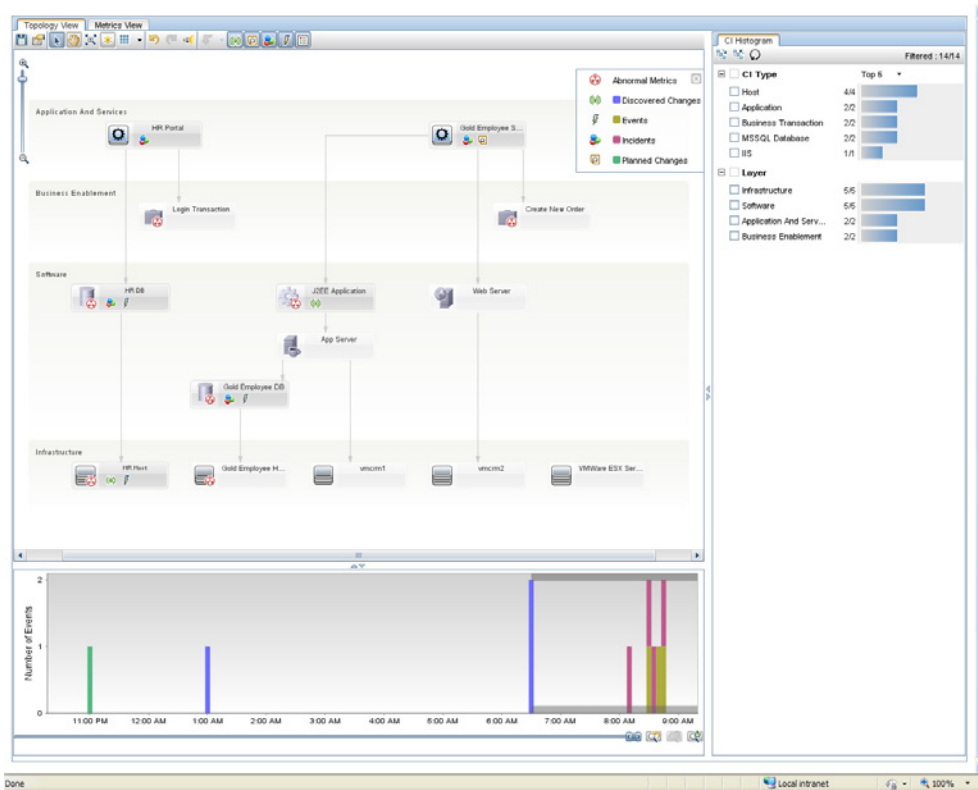 Topology View Metrics View
CI Histogram
Filtered : 14/14
CI Type Top 5
Host 4/4
Application 2/2
Business Transaction 2/2
MSSQL Database 2/2
IIS 1/1
Layer
Infrastructure 5/5
Software 5/5
Application And Serv... 2/2
Business Enablement 2/2
Abnormal Metrics
Discovered Changes
Events
Incidents
Planned Changes
Application And Services
HR Portal
Gold Employee S...
Business Enablement
Login Transaction
Create New Order
Software
HR DB
J2EE Application
Web Server
App Server
Gold Employee DB
Infrastructure
HR Host
Gold Employee H...
vmcrm1
vmcrm2
VMWare ESX Ser...
Number of Events
2
1
0
11:00 PM 12:00 AM 1:00 AM 2:00 AM 3:00 AM 4:00 AM 5:00 AM 6:00 AM 7:00 AM 8:00 AM 9:00 AM
Done
Local intranet
100%